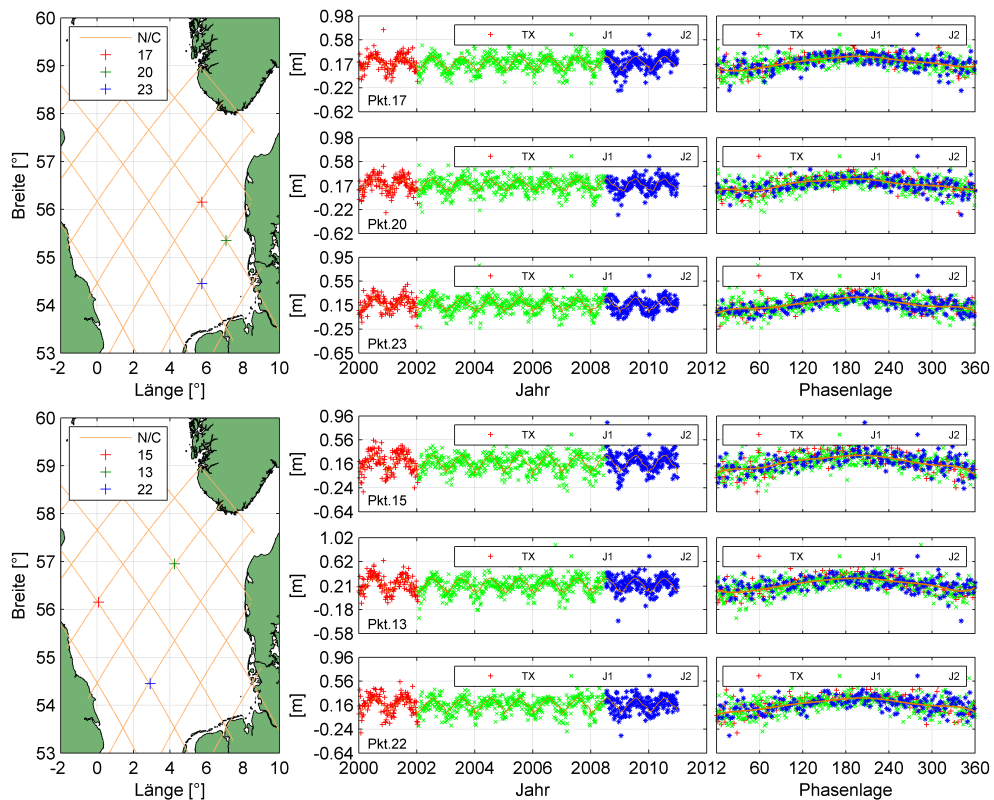 60
59
58
57
56
55
54
53
Breite [°]
N/C
17
20
23
-2 0 2 4 6 8 10
Länge [°]
0.98
0.58
0.17
-0.22
-0.62
[m]
TX J1 J2
Pkt.17
TX J1 J2
0.98
0.58
0.17
-0.22
-0.62
[m]
TX J1 J2
Pkt.20
TX J1 J2
0.95
0.55
0.15
-0.25
-0.65
[m]
TX J1 J2
Pkt.23
TX J1 J2
2000 2002 2004 2006 2008 2010 2012
Jahr
60 120 180 240 300 360
Phasenlage
60
59
58
57
56
55
54
53
Breite [°]
N/C
15
13
22
-2 0 2 4 6 8 10
Länge [°]
0.96
0.56
0.16
-0.24
-0.64
[m]
TX J1 J2
Pkt.15
TX J1 J2
1.02
0.62
0.21
-0.18
-0.58
[m]
TX J1 J2
Pkt.13
TX J1 J2
0.96
0.56
0.16
-0.24
-0.64
[m]
TX J1 J2
Pkt.22
TX J1 J2
2000 2002 2004 2006 2008 2010 2012
Jahr
60 120 180 240 300 360
Phasenlage